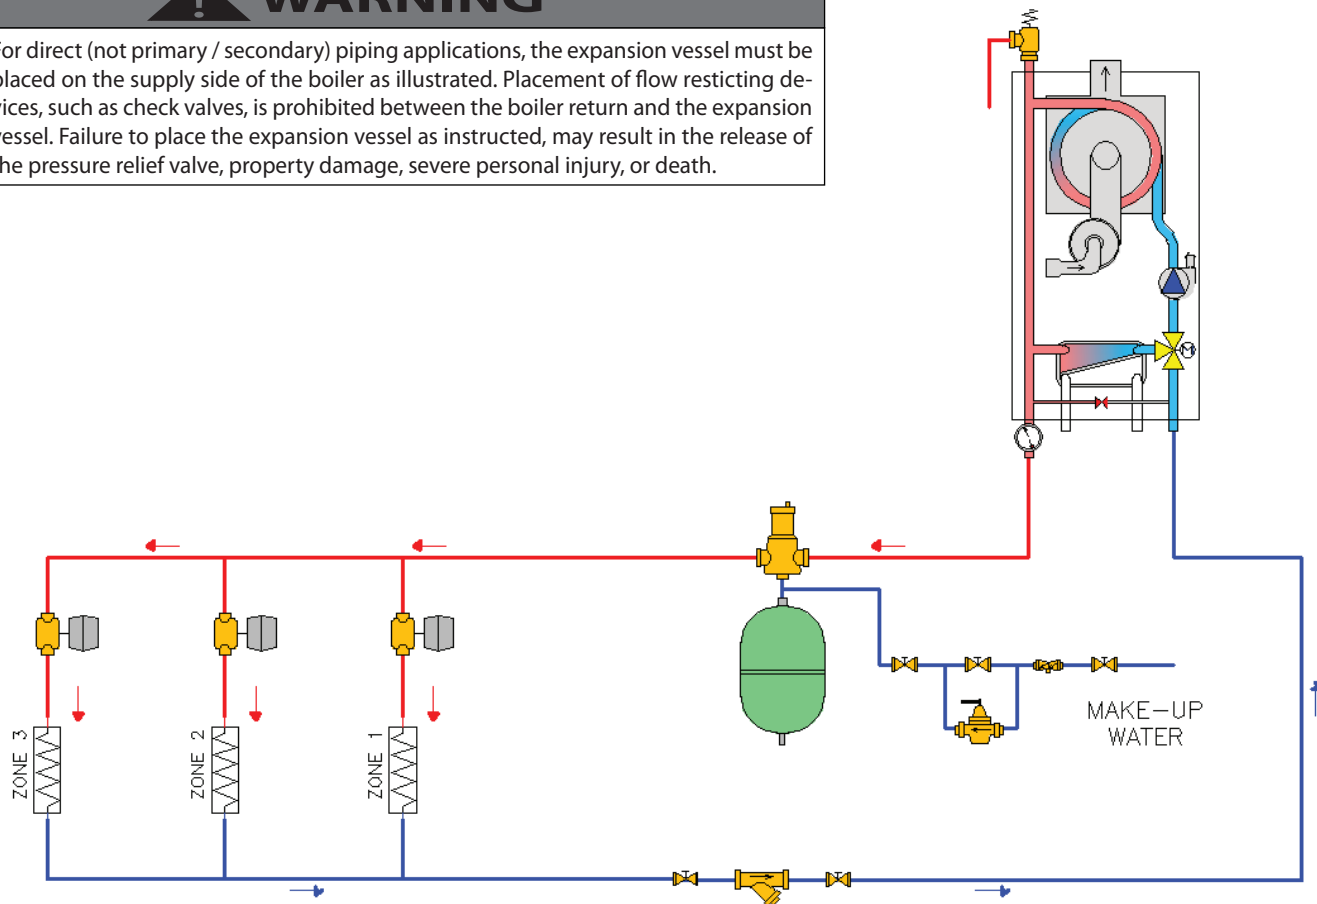 WARNING
For direct (not primary / secondary) piping applications, the expansion vessel must be
placed on the supply side of the boiler as illustrated. Placement of flow resticting de-
vices, such as check valves, is prohibited between the boiler return and the expansion
vessel. Failure to place the expansion vessel as instructed, may result in the release of
the pressure relief valve, property damage, severe personal injury, or death.
M
ZONE 3
ZONE 2
ZONE 1
MAKE-UP
WATER